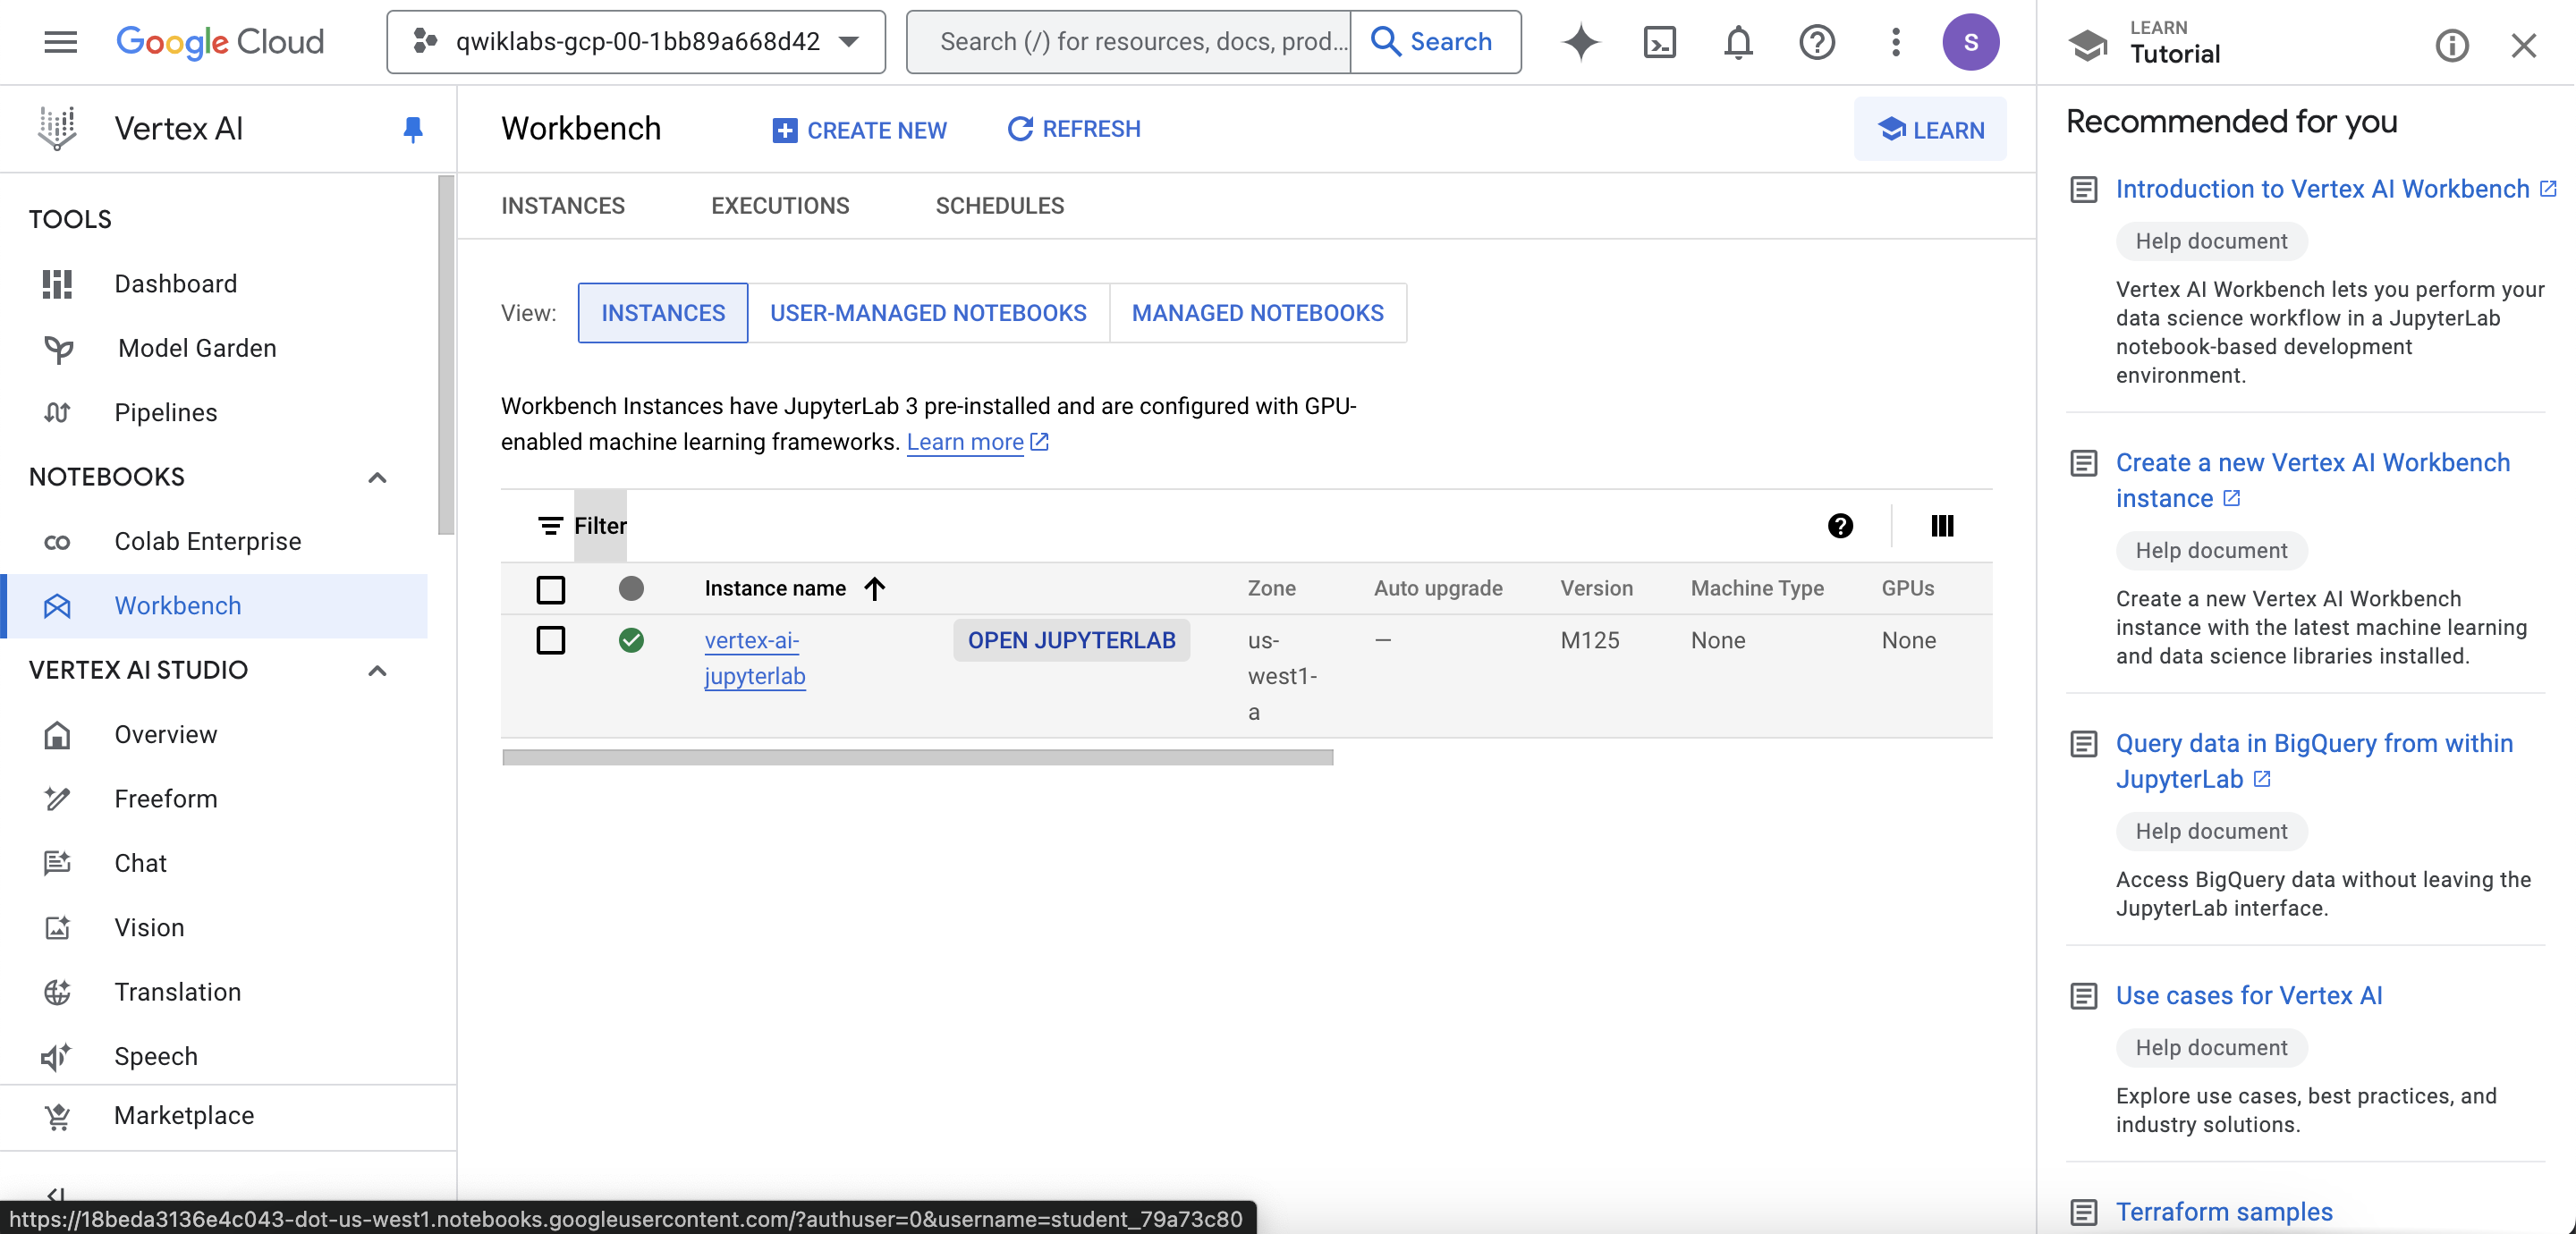 Google Cloud
qwiklabs-gcp-00-1bb89a668d42
Search (/) for resources, docs, prod...
Search
S
LEARN
Tutorial
Vertex AI
TOOLS
Dashboard
Model Garden
Pipelines
NOTEBOOKS
Colab Enterprise
Workbench
VERTEX AI STUDIO
Overview
Freeform
Chat
Vision
Translation
Speech
Marketplace
Workbench
CREATE NEW
REFRESH
LEARN
INSTANCES
EXECUTIONS
SCHEDULES
View:
INSTANCES
USER-MANAGED NOTEBOOKS
MANAGED NOTEBOOKS
Workbench Instances have JupyterLab 3 pre-installed and are configured with GPU-
enabled machine learning frameworks. Learn more
Filter
Instance name Zone Auto upgrade Version Machine Type GPUs
vertex-ai- OPEN JUPYTERLAB us- — M125 None None
jupyterlab west1-
a
Recommended for you
Introduction to Vertex AI Workbench
Help document
Vertex AI Workbench lets you perform your
data science workflow in a JupyterLab
notebook-based development
environment.
Create a new Vertex AI Workbench
instance
Help document
Create a new Vertex AI Workbench
instance with the latest machine learning
and data science libraries installed.
Query data in BigQuery from within
JupyterLab
Help document
Access BigQuery data without leaving the
JupyterLab interface.
Use cases for Vertex AI
Help document
Explore use cases, best practices, and
industry solutions.
Terraform samples
https://18beda3136e4c043-dot-us-west1.notebooks.googleusercontent.com/?authuser=0&username=student_79a73c80